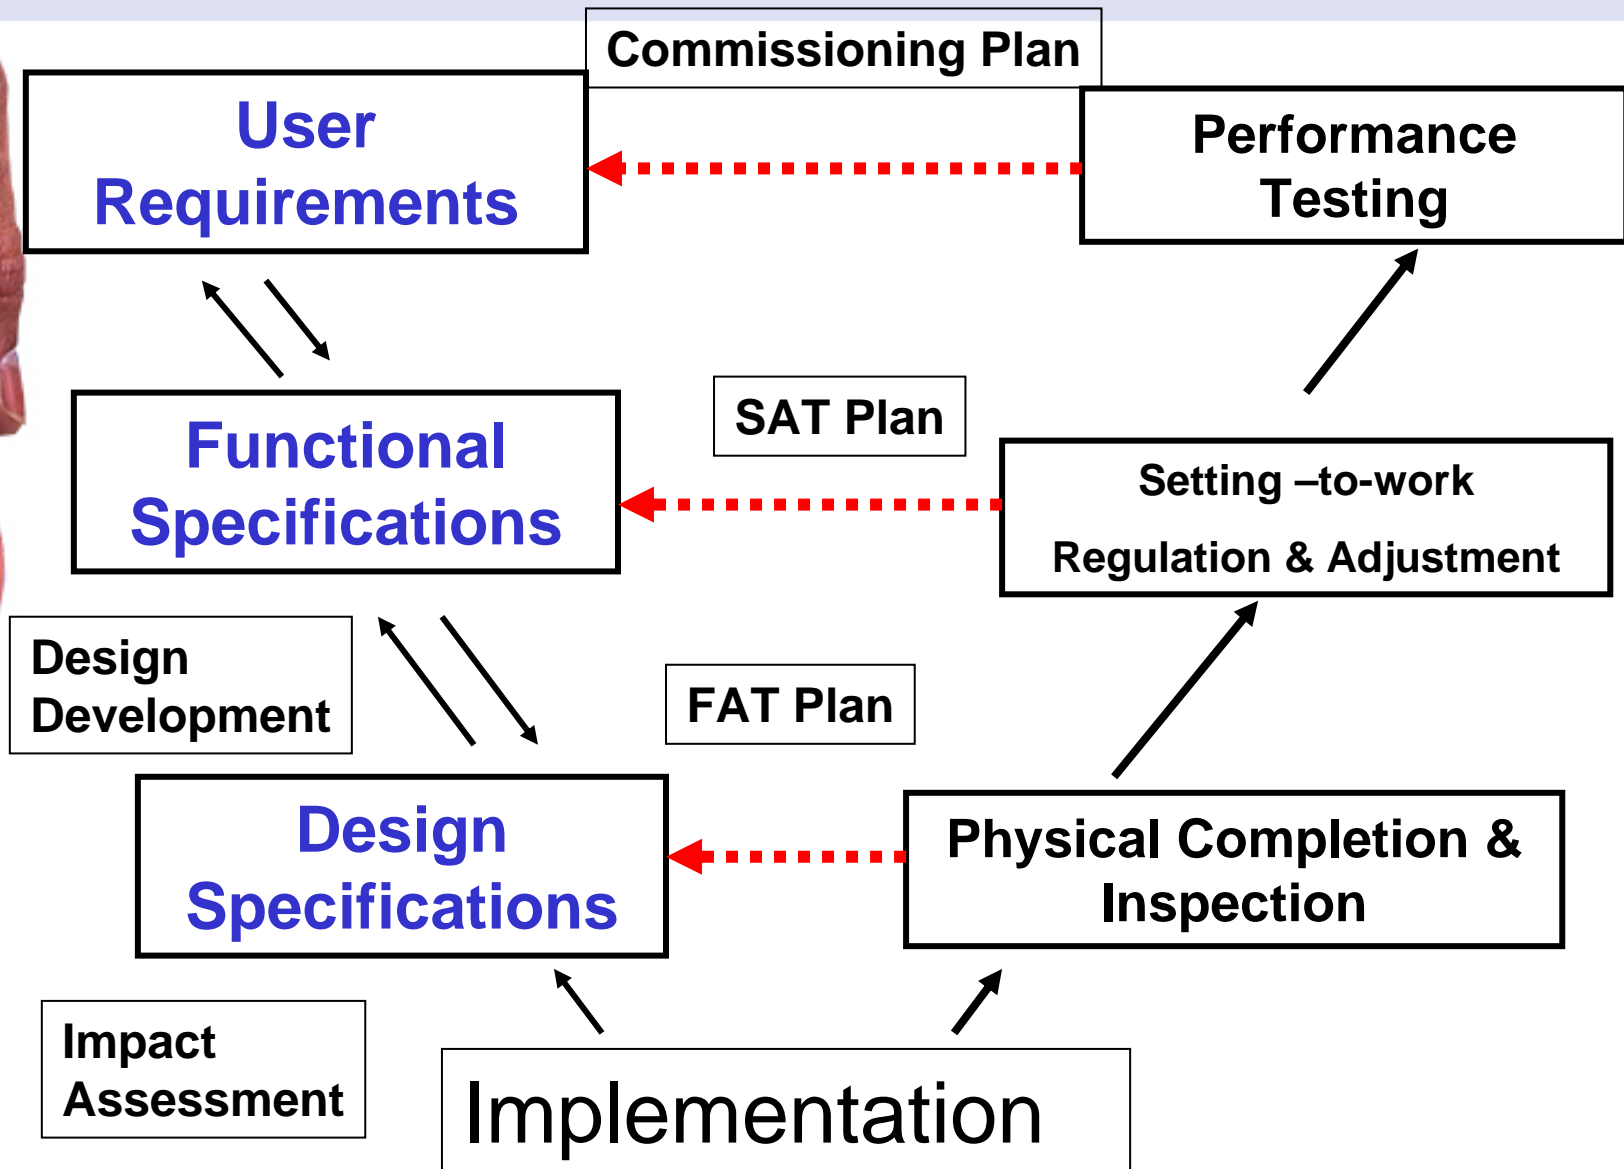 Commissioning Plan
User
Requirements
Performance
Testing
SAT Plan
Functional
Specifications
Setting –to-work
Regulation & Adjustment
Design
Development
FAT Plan
Design
Specifications
Physical Completion &
Inspection
Impact
Assessment
Implementation